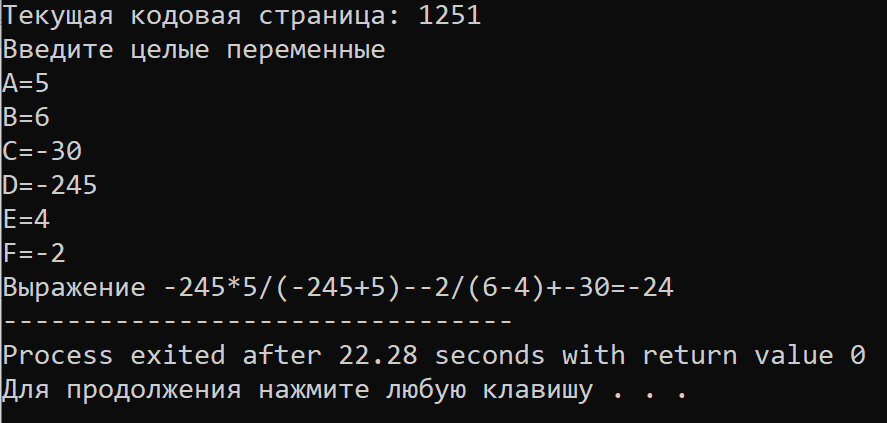 Текущая кодовая страница: 1251
Введите целые переменные
A=5
B=6
C=-30
D=-245
E=4
F=-2
Выражение -245*5/(-245+5)--2/(6-4)+-30=-24
--------------------------------
Process exited after 22.28 seconds with return value 0
Для продолжения нажмите любую клавишу . . .